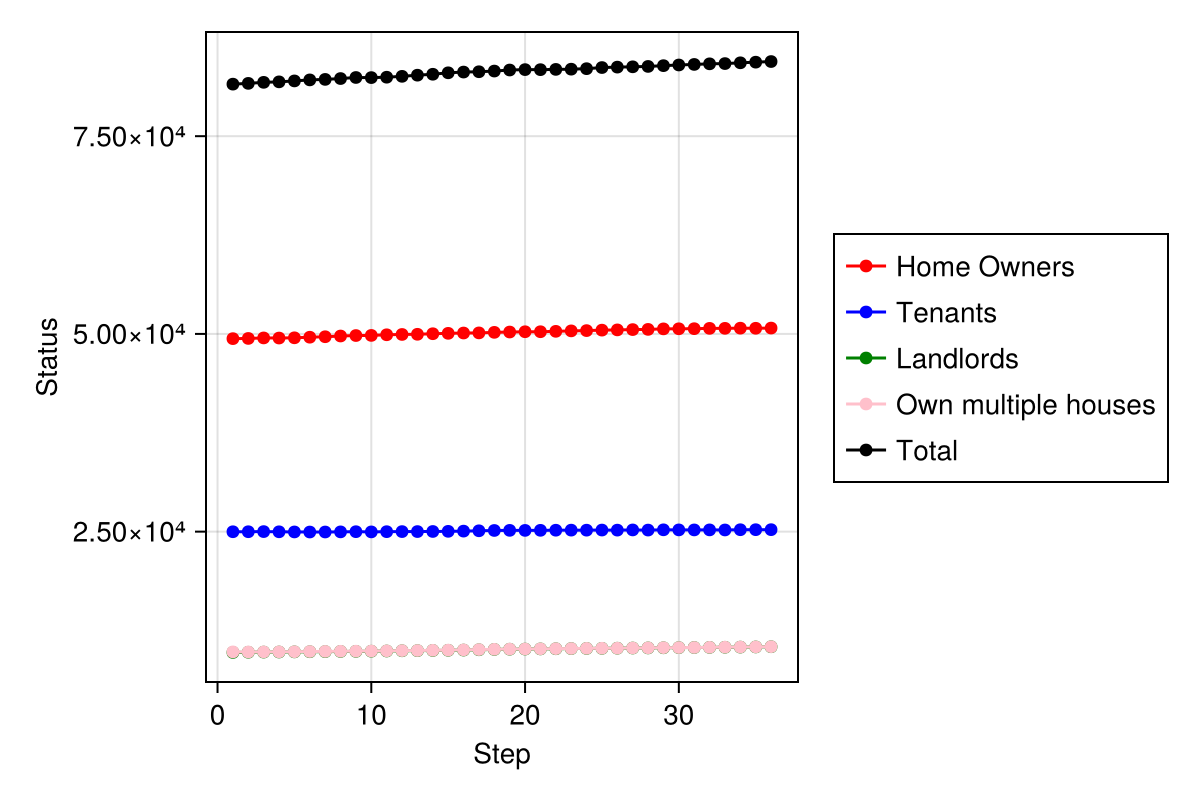 7.50×10⁴
5.00×10⁴
2.50×10⁴
Status
0 10 20 30
Step
Home Owners
Tenants
Landlords
Own multiple houses
Total